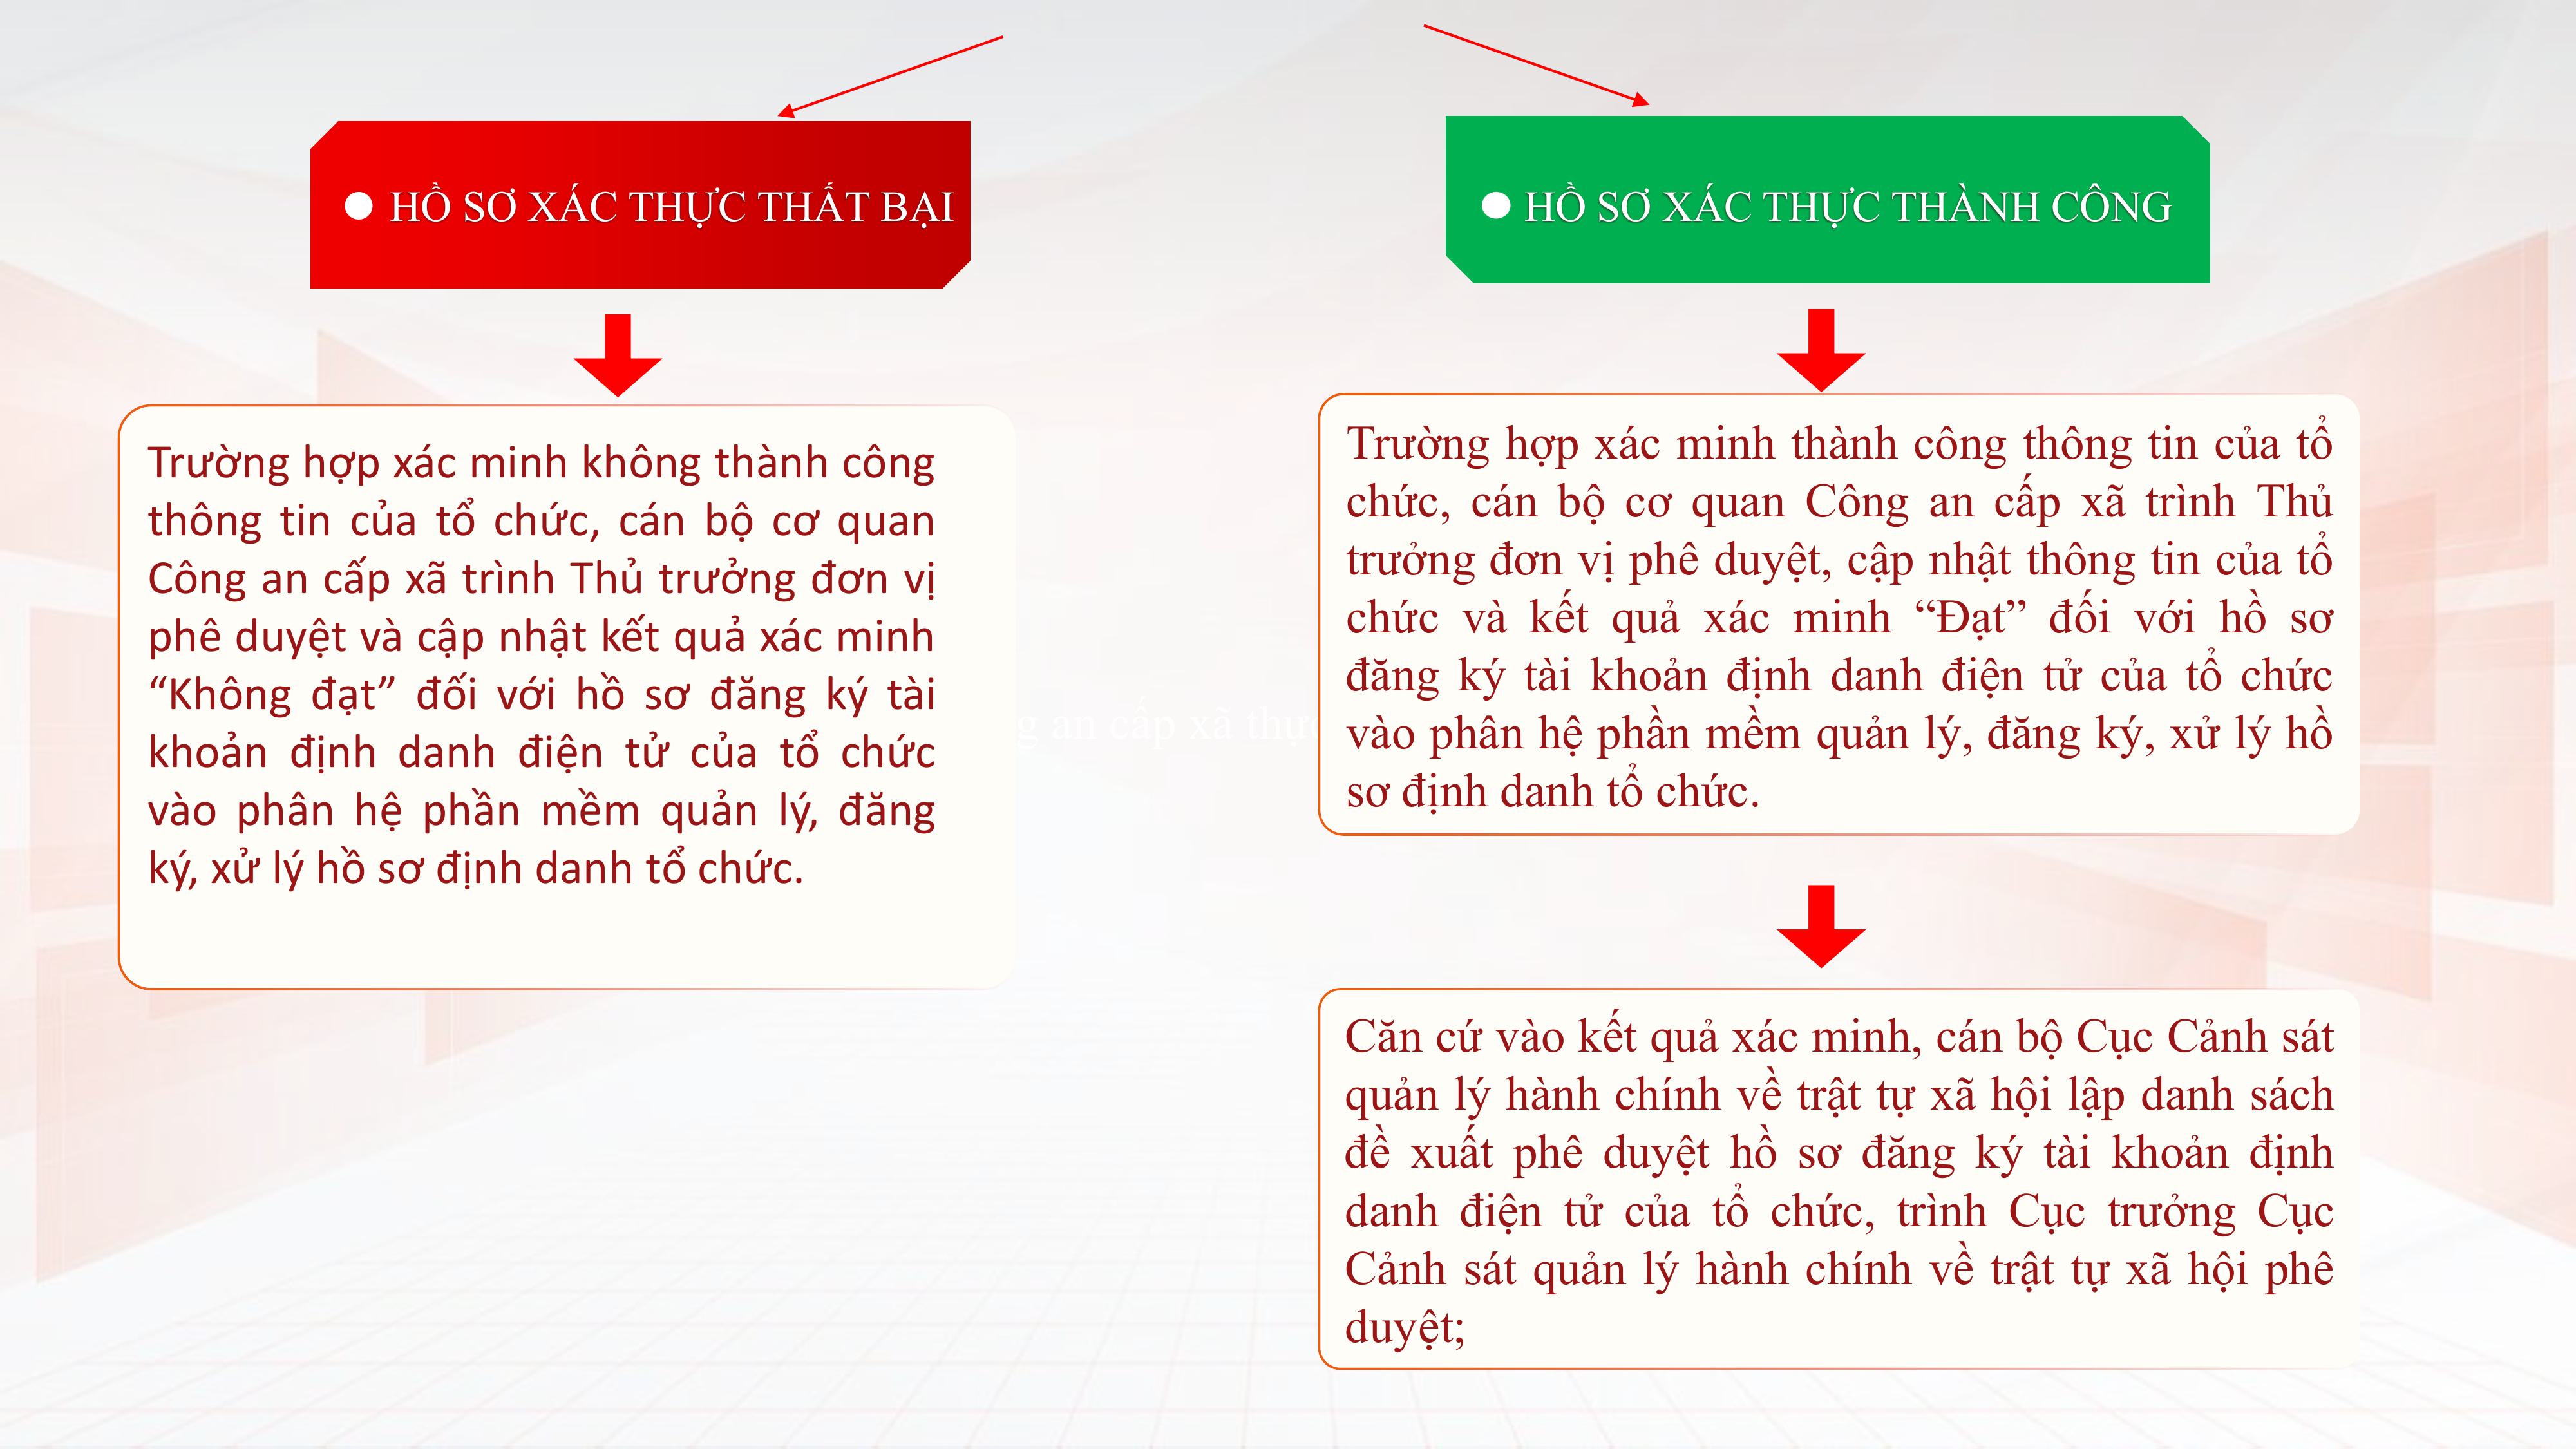 HỒ SƠ XÁC THỰC THẤT BẠI
Trường hợp xác minh không thành công
thông tin của tổ chức, cán bộ cơ quan
Công an cấp xã trình Thủ trưởng đơn vị
phê duyệt và cập nhật kết quả xác minh
“Không đạt” đối với hồ sơ đăng ký tài
khoản định danh điện tử của tổ chức
vào phân hệ phần mềm quản lý, đăng
ký, xử lý hồ sơ định danh tổ chức.
an cấp xã
HỒ SƠ XÁC THỰC THÀNH CÔNG
Trường hợp xác minh thành công thông tin của tổ
chức, cán bộ cơ quan Công an cấp xã trình Thủ
trưởng đơn vị phê duyệt, cập nhật thông tin của tổ
chức và kết quả xác minh “Đạt” đối với hồ sơ
đăng ký tài khoản định danh điện tử của tổ chức
vào phân hệ phần mềm quản lý, đăng ký, xử lý hồ
sơ định danh tổ chức.
Căn cứ vào kết quả xác minh, cán bộ Cục Cảnh sát
quản lý hành chính về trật tự xã hội lập danh sách
đề xuất phê duyệt hồ sơ đăng ký tài khoản định
danh điện tử của tổ chức, trình Cục trưởng Cục
Cảnh sát quản lý hành chính về trật tự xã hội phê
duyệt;